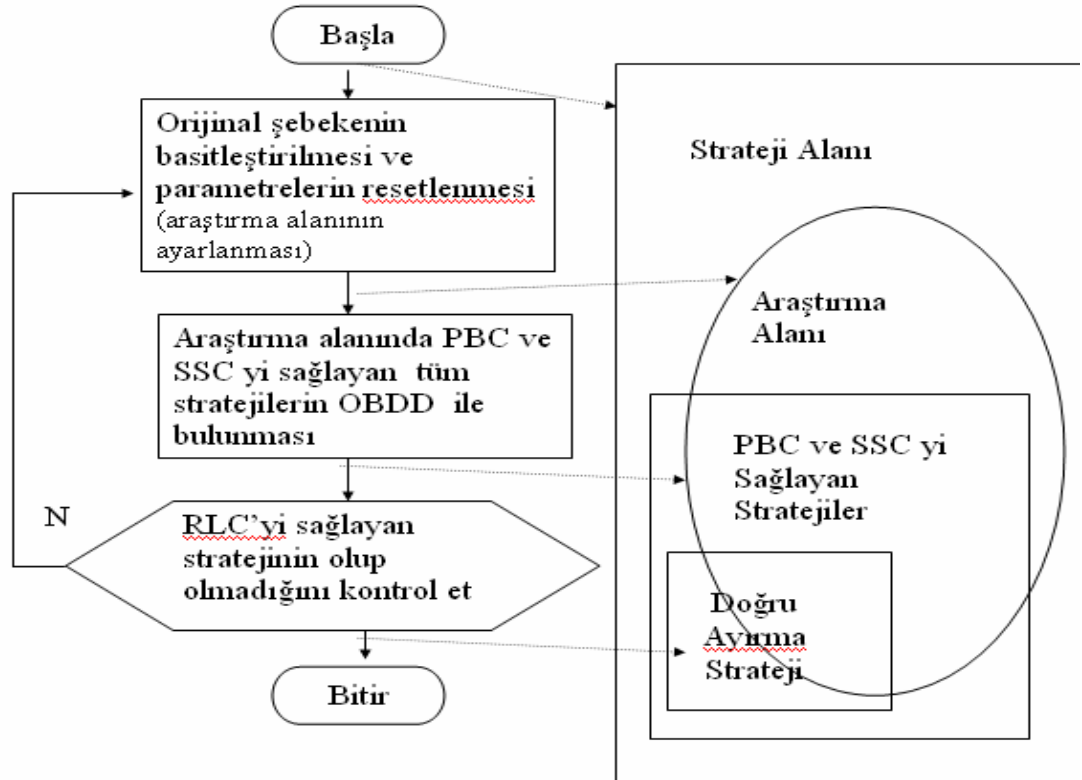 Başla
Orijinal şebekenin
basitleştirilmesi ve
parametrelerin resetlenmesi
(araştırma alanının
ayarlanması)
Araştırma alanında PBC ve
SSC yi sağlayan tüm
stratejilerin OBDD ile
bulunması
N
RLC'yi sağlayan
stratejinin olup
olmadığını kontrol et
Bitir
Strateji Alanı
Araştırma
Alanı
PBC ve SSC yi
Sağlayan
Stratejiler
Doğru
Ayırma
Strateji